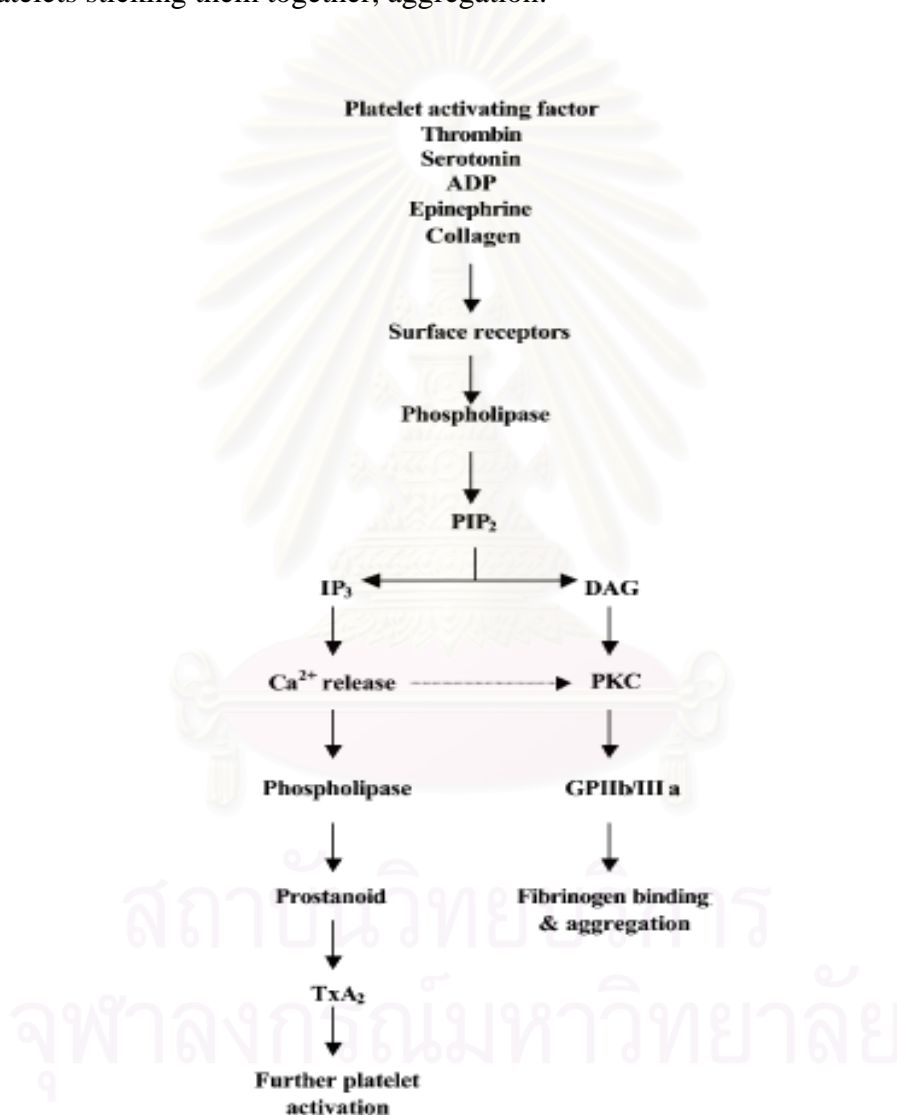 platelets sticking them together, aggregation.
Platelet activating factor
Thrombin
Serotonin
ADP
Epinephrine
Collagen
Surface receptors
Phospholipase
PIP₂
IP₃ DAG
Ca²⁺ release PKC
Phospholipase GPIIb/III a
Prostanoid Fibrinogen binding
& aggregation
TxA₂
Further platelet
activation
สถาบันวิทยบริการ
จุฬาลงกรณ์มหาวิทยาลัย